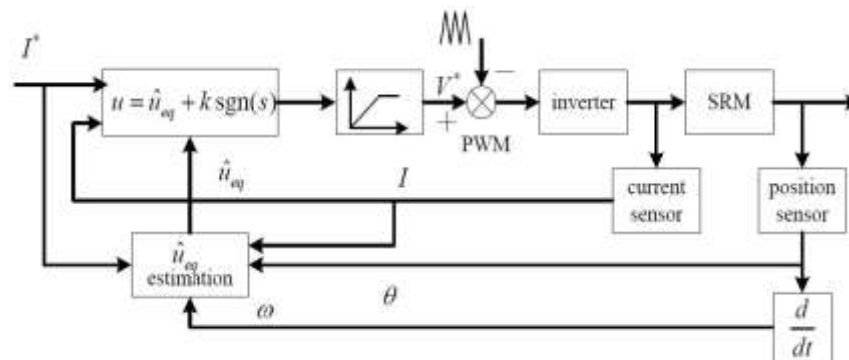 I*
u = û_eq + k sgn(s)
V*
−
+
PWM
inverter
SRM
û_eq
I
current
sensor
position
sensor
û_eq
estimation
θ
ω
d
dt